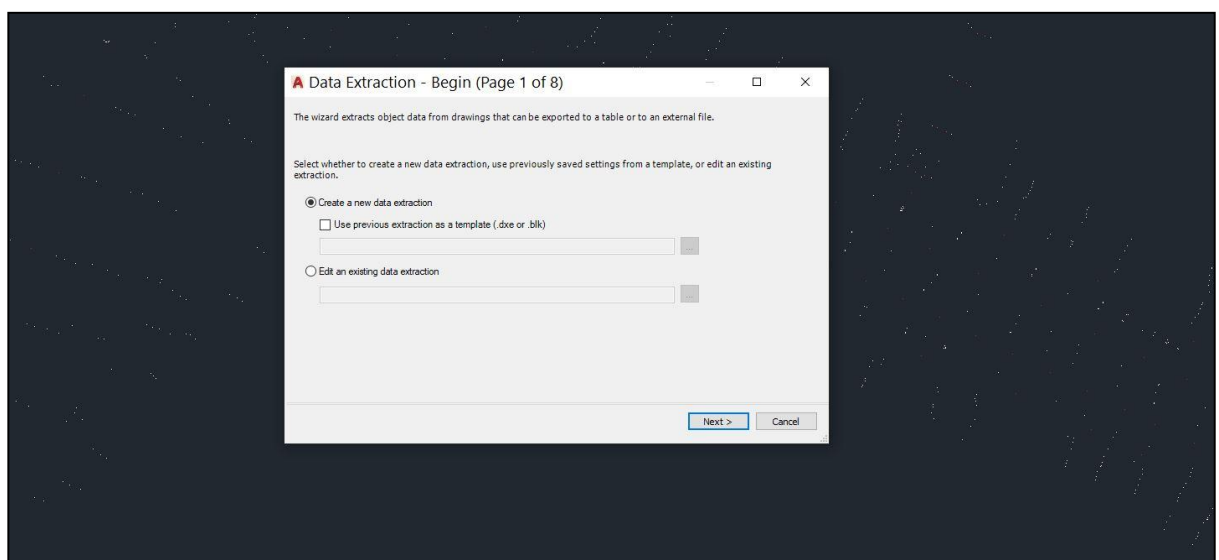 Data Extraction - Begin (Page 1 of 8)
The wizard extracts object data from drawings that can be exported to a table or to an external file.
Select whether to create a new data extraction, use previously saved settings from a template, or edit an existing
extraction.
Create a new data extraction
Use previous extraction as a template (.dxe or .blk)
...
Edit an existing data extraction
...
Next > Cancel